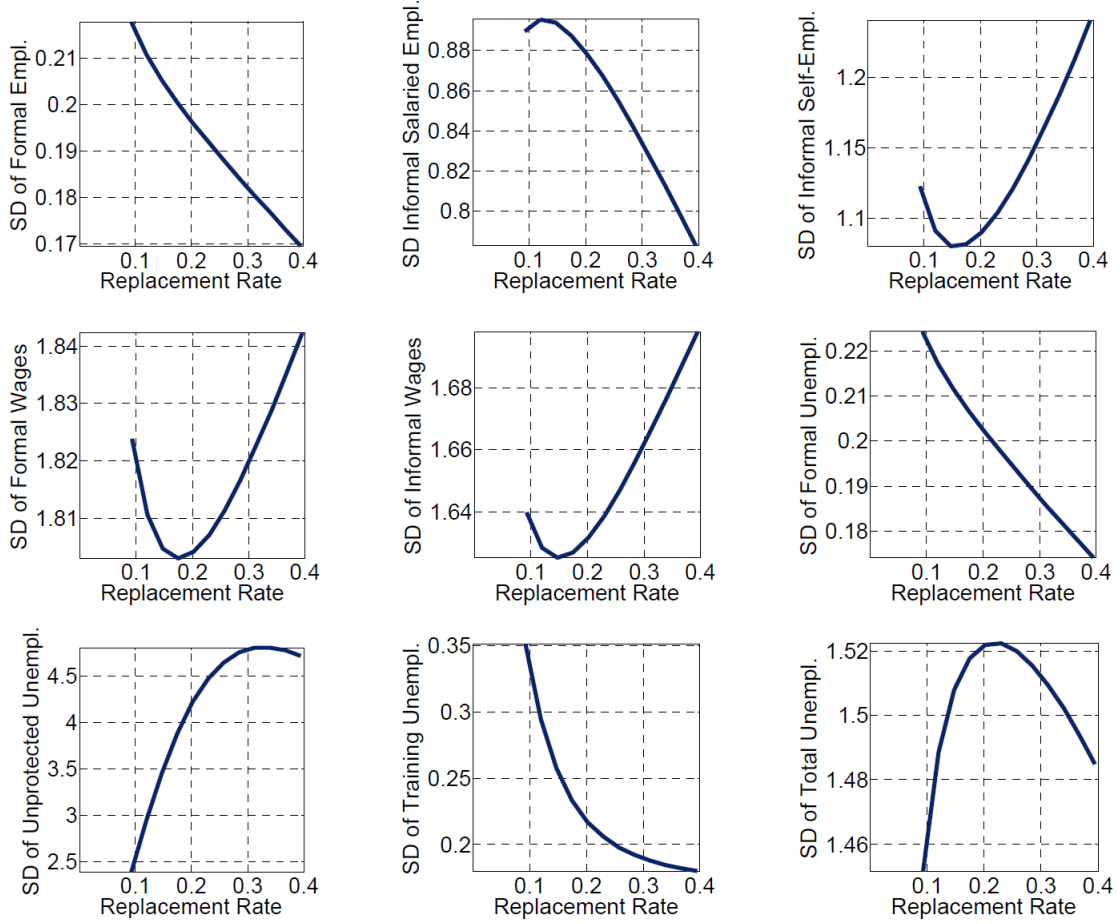 SD of Formal Empl.
0.21
0.2
0.19
0.18
0.17
0.1 0.2 0.3 0.4
Replacement Rate
SD Informal Salaried Empl.
0.88
0.86
0.84
0.82
0.8
0.1 0.2 0.3 0.4
Replacement Rate
SD of Informal Self-Empl.
1.2
1.15
1.1
0.1 0.2 0.3 0.4
Replacement Rate
SD of Formal Wages
1.84
1.83
1.82
1.81
0.1 0.2 0.3 0.4
Replacement Rate
SD of Informal Wages
1.68
1.66
1.64
0.1 0.2 0.3 0.4
Replacement Rate
SD of Formal Unempl.
0.22
0.21
0.2
0.19
0.18
0.1 0.2 0.3 0.4
Replacement Rate
SD of Unprotected Unempl.
4.5
4
3.5
3
2.5
0.1 0.2 0.3 0.4
Replacement Rate
SD of Training Unempl.
0.35
0.3
0.25
0.2
0.1 0.2 0.3 0.4
Replacement Rate
SD of Total Unempl.
1.52
1.5
1.48
1.46
0.1 0.2 0.3 0.4
Replacement Rate